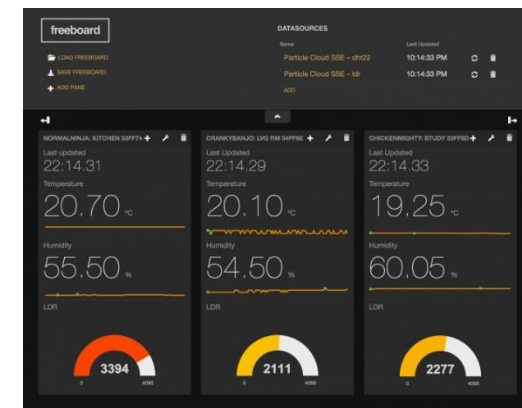 freeboard
LOAD FREEBOARD
SAVE FREEBOARD
ADD PANE
DATASOURCES
Name Last Updated
Particle Cloud SSE – dht22 10:14:33 PM
Particle Cloud SSE – ldr 10:14:33 PM
ADD
NORMALNINJA: KITCHEN
Last updated
22:14.31
Temperature
20.70 °C
Humidity
55.50 %
LDR
3394
0 4095
CRANKYBANJO: LVG RM
Last Updated
22:14.29
Temperature
20.10 °C
Humidity
54.50 %
LDR
2111
0 4095
CHICKENMIGHTY: STUDY
Last Updated
22:14.33
Temperature
19.25 °C
Humidity
60.05 %
LDR
2277
0 4095